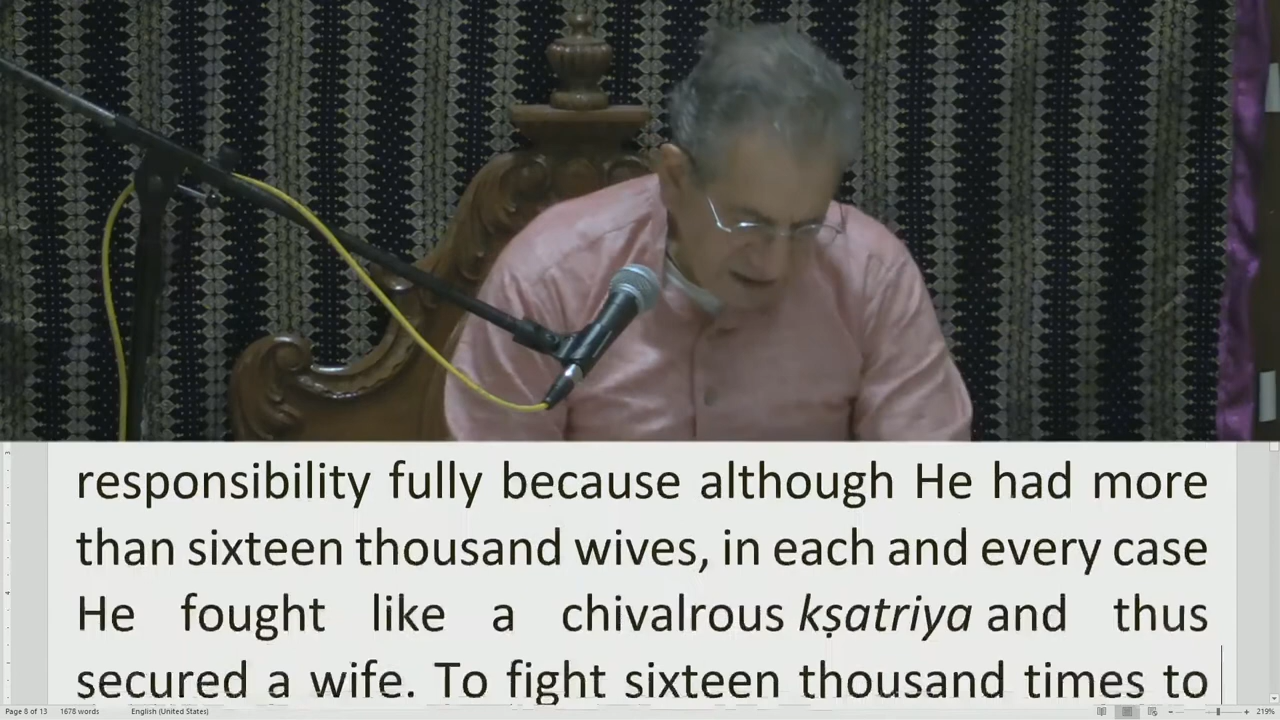 responsibility fully because although He had more
than sixteen thousand wives, in each and every case
He fought like a chivalrous kṣatriya and thus
secured a wife. To fight sixteen thousand times to
Page 8 of 13 1678 words English (United States) 219%